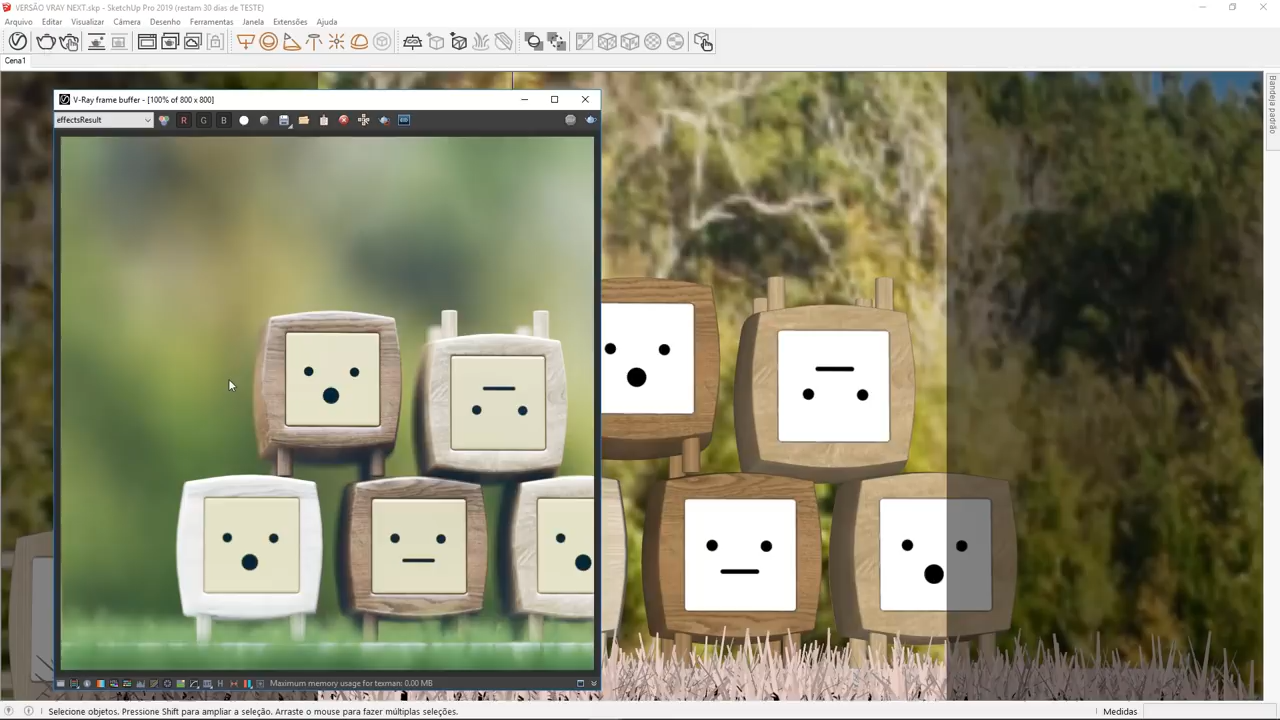 VERSÃO VRAY NEXT.skp - SketchUp Pro 2019 (restam 30 dias de TESTE)
Arquivo Editar Visualizar Câmera Desenho Ferramentas Janela Extensões Ajuda
Cena1
Bandeja padrão
V-Ray frame buffer - [100% of 800 x 800]
effectsResult R G B
H Maximum memory usage for texman: 0.00 MB
Selecione objetos. Pressione Shift para ampliar a seleção. Arraste o mouse para fazer múltiplas seleções. Medidas